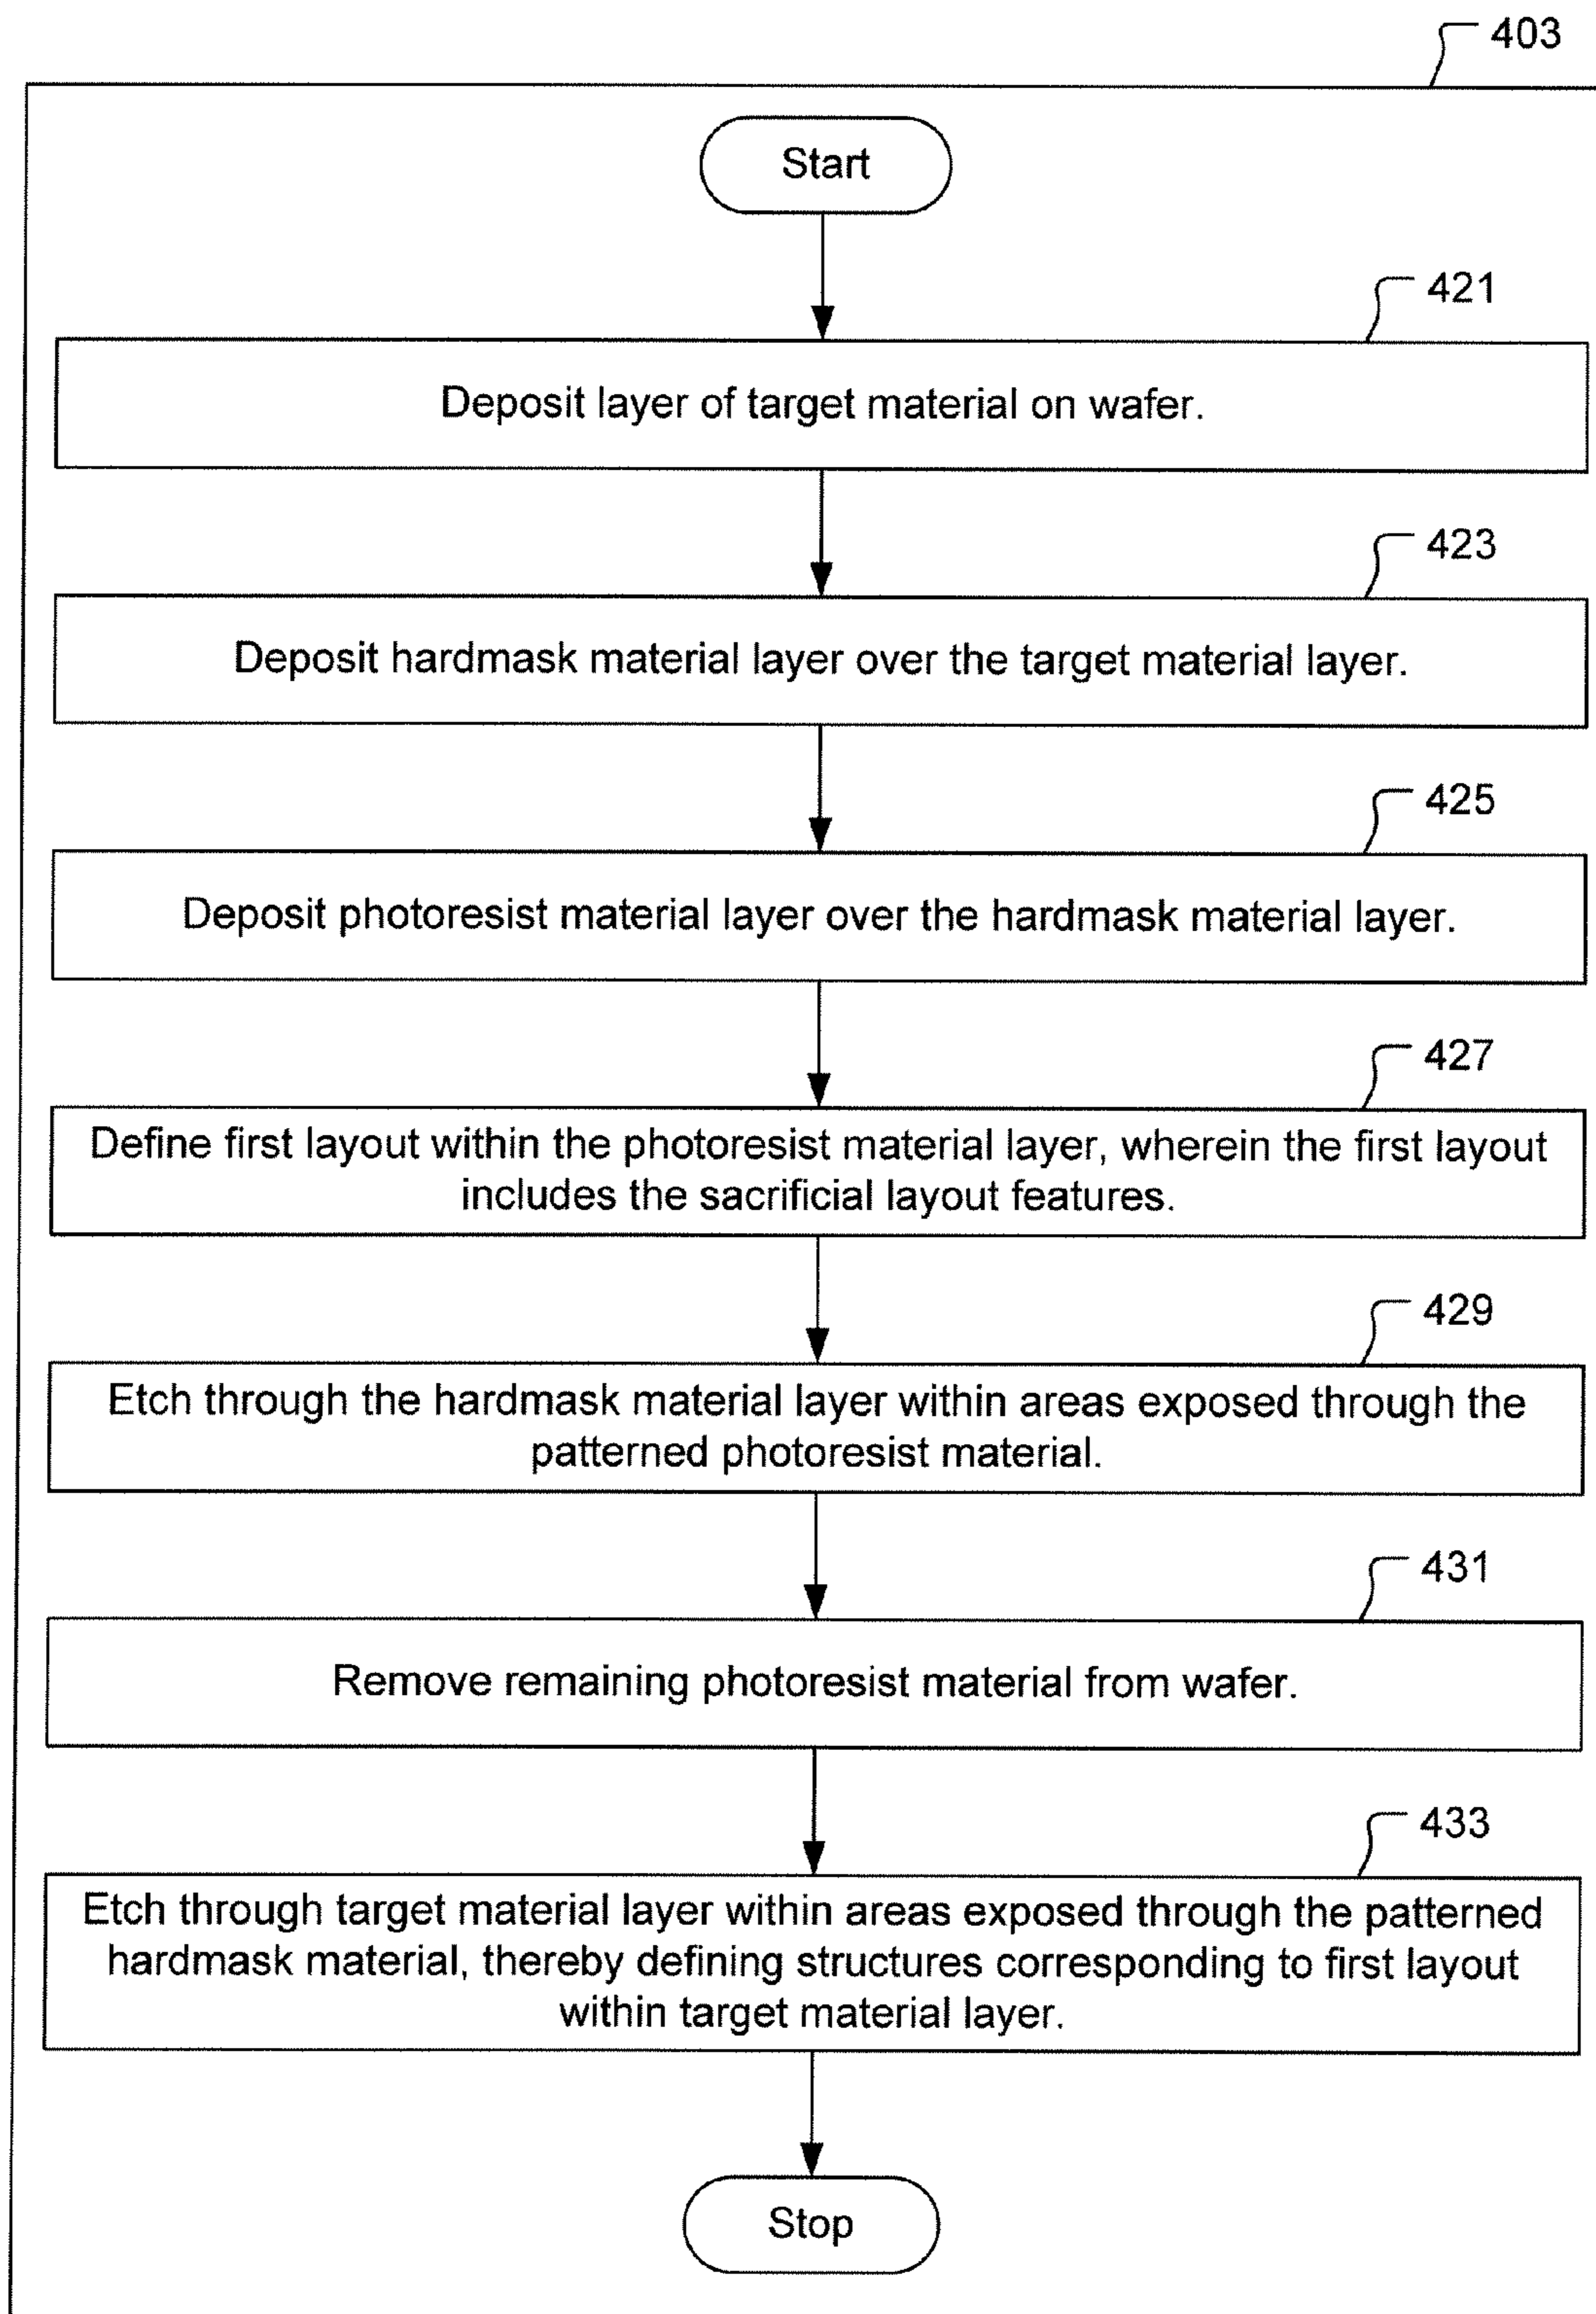 403
Start
421
Deposit layer of target material on wafer.
423
Deposit hardmask material layer over the target material layer.
425
Deposit photoresist material layer over the hardmask material layer.
427
Define first layout within the photoresist material layer, wherein the first layout
includes the sacrificial layout features.
429
Etch through the hardmask material layer within areas exposed through the
patterned photoresist material.
431
Remove remaining photoresist material from wafer.
433
Etch through target material layer within areas exposed through the patterned
hardmask material, thereby defining structures corresponding to first layout
within target material layer.
Stop